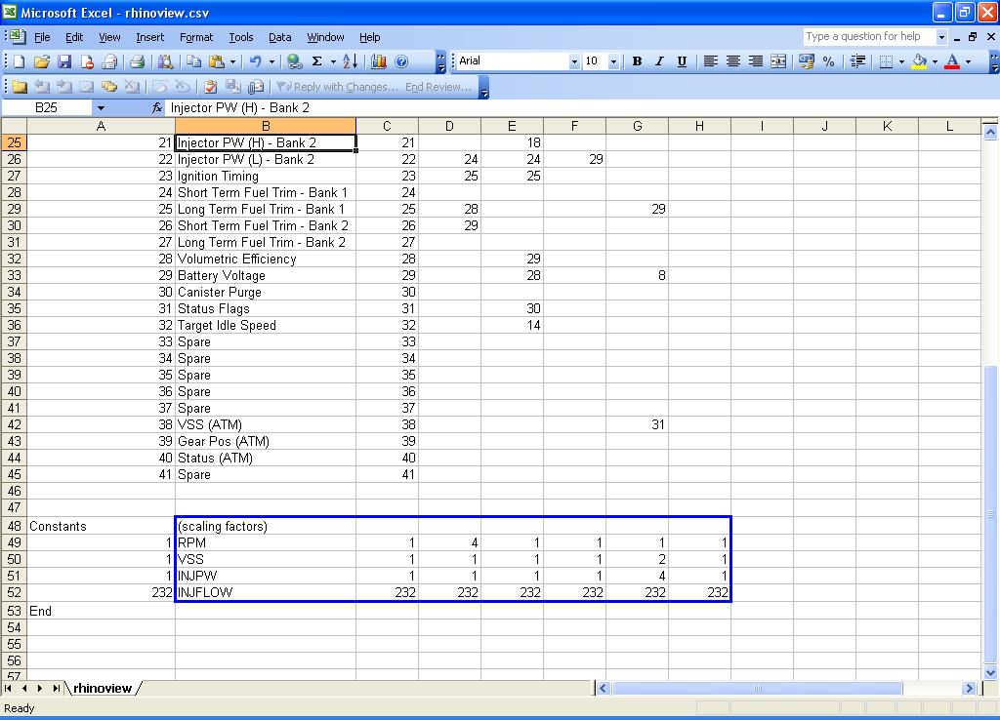 Microsoft Excel - rhinoview.csv
File Edit View Insert Format Tools Data Window Help Type a question for help
Arial 10 B I U %
Reply with Changes... End Review...
B25 fx Injector PW (H) - Bank 2
A B C D E F G H I J K L
25 21 Injector PW (H) - Bank 2 21 18
26 22 Injector PW (L) - Bank 2 22 24 24 29
27 23 Ignition Timing 23 25 25
28 24 Short Term Fuel Trim - Bank 1 24
29 25 Long Term Fuel Trim - Bank 1 25 28 29
30 26 Short Term Fuel Trim - Bank 2 26 29
31 27 Long Term Fuel Trim - Bank 2 27
32 28 Volumetric Efficiency 28 29
33 29 Battery Voltage 29 28 8
34 30 Canister Purge 30
35 31 Status Flags 31 30
36 32 Target Idle Speed 32 14
37 33 Spare 33
38 34 Spare 34
39 35 Spare 35
40 36 Spare 36
41 37 Spare 37
42 38 VSS (ATM) 38 31
43 39 Gear Pos (ATM) 39
44 40 Status (ATM) 40
45 41 Spare 41
46
47
48 Constants (scaling factors)
49 1 RPM 1 4 1 1 1 1
50 1 VSS 1 1 1 1 2 1
51 1 INJPW 1 1 1 1 4 1
52 232 INJFLOW 232 232 232 232 232 232
53 End
54
55
56
57
rhinoview
Ready